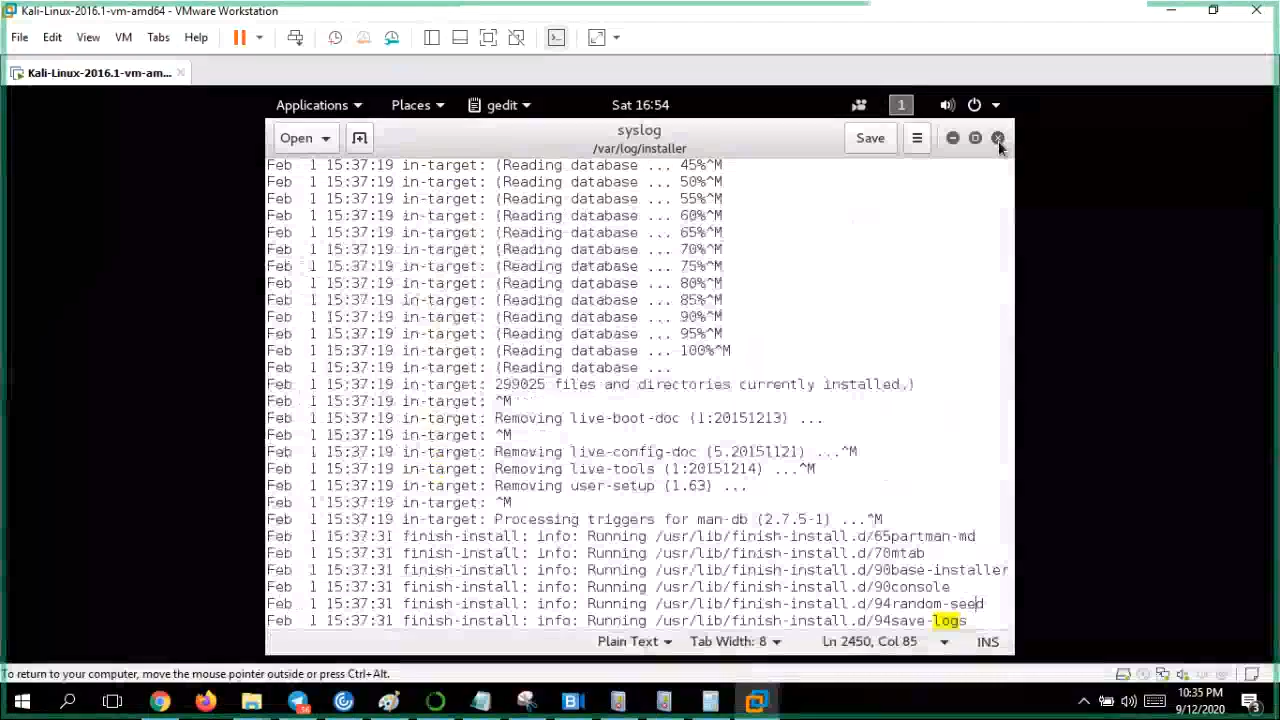 Kali-Linux-2016.1-vm-amd64 - VMware Workstation
File Edit View VM Tabs Help
Kali-Linux-2016.1-vm-am...
Applications Places gedit Sat 16:54 1
Open syslog Save
/var/log/installer
Feb  1 15:37:19 in-target: (Reading database ... 45%^M
Feb  1 15:37:19 in-target: (Reading database ... 50%^M
Feb  1 15:37:19 in-target: (Reading database ... 55%^M
Feb  1 15:37:19 in-target: (Reading database ... 60%^M
Feb  1 15:37:19 in-target: (Reading database ... 65%^M
Feb  1 15:37:19 in-target: (Reading database ... 70%^M
Feb  1 15:37:19 in-target: (Reading database ... 75%^M
Feb  1 15:37:19 in-target: (Reading database ... 80%^M
Feb  1 15:37:19 in-target: (Reading database ... 85%^M
Feb  1 15:37:19 in-target: (Reading database ... 90%^M
Feb  1 15:37:19 in-target: (Reading database ... 95%^M
Feb  1 15:37:19 in-target: (Reading database ... 100%^M
Feb  1 15:37:19 in-target: (Reading database ...
Feb  1 15:37:19 in-target: 299025 files and directories currently installed.)
Feb  1 15:37:19 in-target: ^M
Feb  1 15:37:19 in-target: Removing live-boot-doc (1:20151213) ...
Feb  1 15:37:19 in-target: ^M
Feb  1 15:37:19 in-target: Removing live-config-doc (5.20151121) ...^M
Feb  1 15:37:19 in-target: Removing live-tools (1:20151214) ...^M
Feb  1 15:37:19 in-target: Removing user-setup (1.63) ...
Feb  1 15:37:19 in-target: ^M
Feb  1 15:37:19 in-target: Processing triggers for man-db (2.7.5-1) ...^M
Feb  1 15:37:31 finish-install: info: Running /usr/lib/finish-install.d/65partman-md
Feb  1 15:37:31 finish-install: info: Running /usr/lib/finish-install.d/70mtab
Feb  1 15:37:31 finish-install: info: Running /usr/lib/finish-install.d/90base-installer
Feb  1 15:37:31 finish-install: info: Running /usr/lib/finish-install.d/90console
Feb  1 15:37:31 finish-install: info: Running /usr/lib/finish-install.d/94random-seed
Feb  1 15:37:31 finish-install: info: Running /usr/lib/finish-install.d/94save-logs
Plain Text Tab Width: 8 Ln 2450, Col 85 INS
To return to your computer, move the mouse pointer outside or press Ctrl+Alt.
10:35 PM
9/12/2020
3